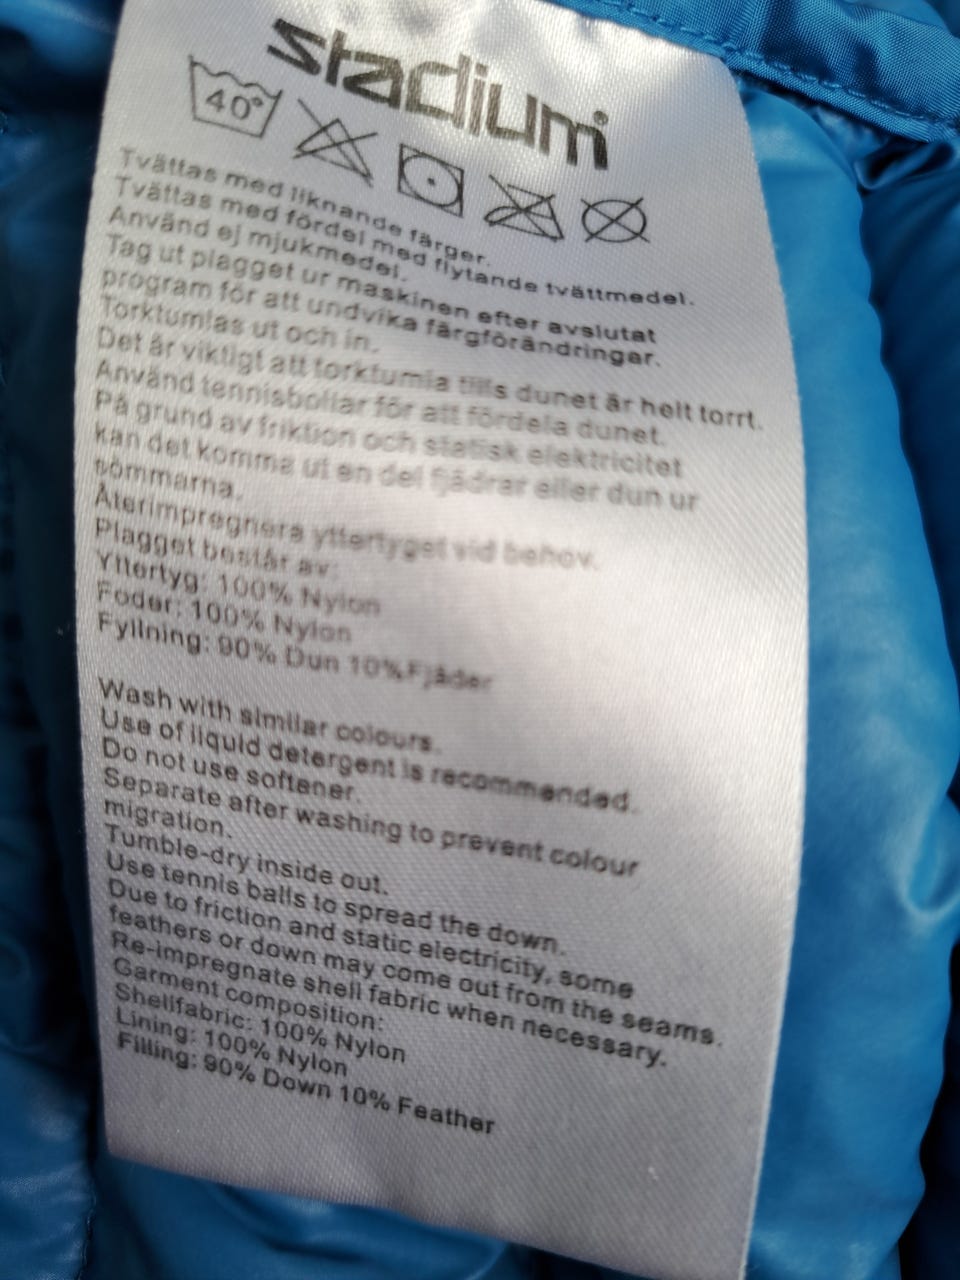 stadium
40°
Tvättas med liknande färger.
Tvättas med fördel med flytande tvättmedel.
Använd ej mjukmedel.
Tag ut plagget ur maskinen efter avslutat
program för att undvika färgförändringar.
Torktumlas ut och in.
Det är viktigt att torktumla tills dunet är helt torrt.
Använd tennisbollar för att fördela dunet.
På grund av friktion och statisk elektricitet
kan det komma ut en del fjädrar eller dun ur
sömmarna.
Återimpregnera yttertyget vid behov.
Plagget består av:
Yttertyg: 100% Nylon
Foder: 100% Nylon
Fyllning: 90% Dun 10%Fjäder
Wash with similar colours.
Use of liquid detergent is recommended.
Do not use softener.
Separate after washing to prevent colour
migration.
Tumble-dry inside out.
Use tennis balls to spread the down.
Due to friction and static electricity, some
feathers or down may come out from the seams.
Re-impregnate shell fabric when necessary.
Garment composition:
Shellfabric: 100% Nylon
Lining: 100% Nylon
Filling: 90% Down 10% Feather